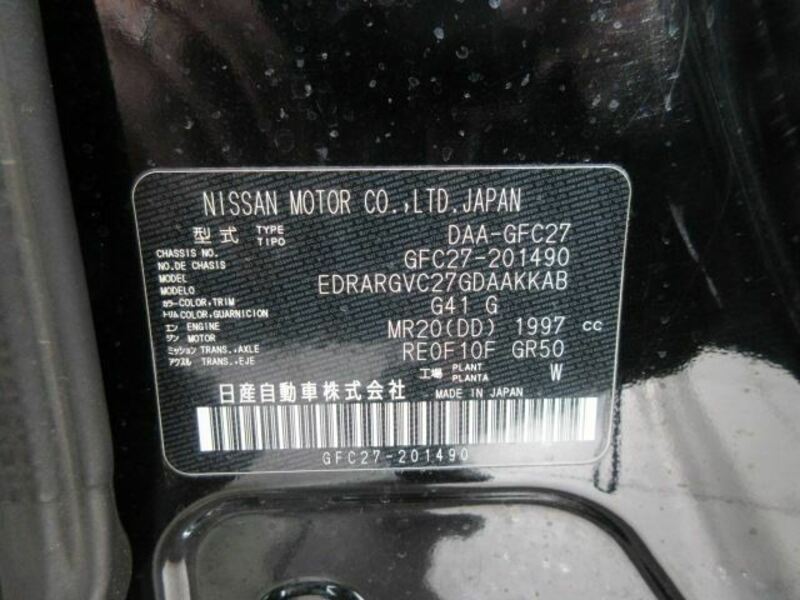 NISSAN MOTOR CO.,LTD.JAPAN
型式 TYPE TIPO DAA-GFC27
CHASSIS NO. NO.DE CHASIS GFC27-201490
MODEL MODELO EDRARGVC27GDAAKKAB
カラー COLOR,TRIM トリム COLOR,GUARNICION G41 G
エン ENGINE ジン MOTOR MR20(DD) 1997 cc
ミッション TRANS.,AXLE アクスル TRANS.,EJE RE0F10F GR50
工場 PLANT PLANTA W
日産自動車株式会社 MADE IN JAPAN
GFC27-201490